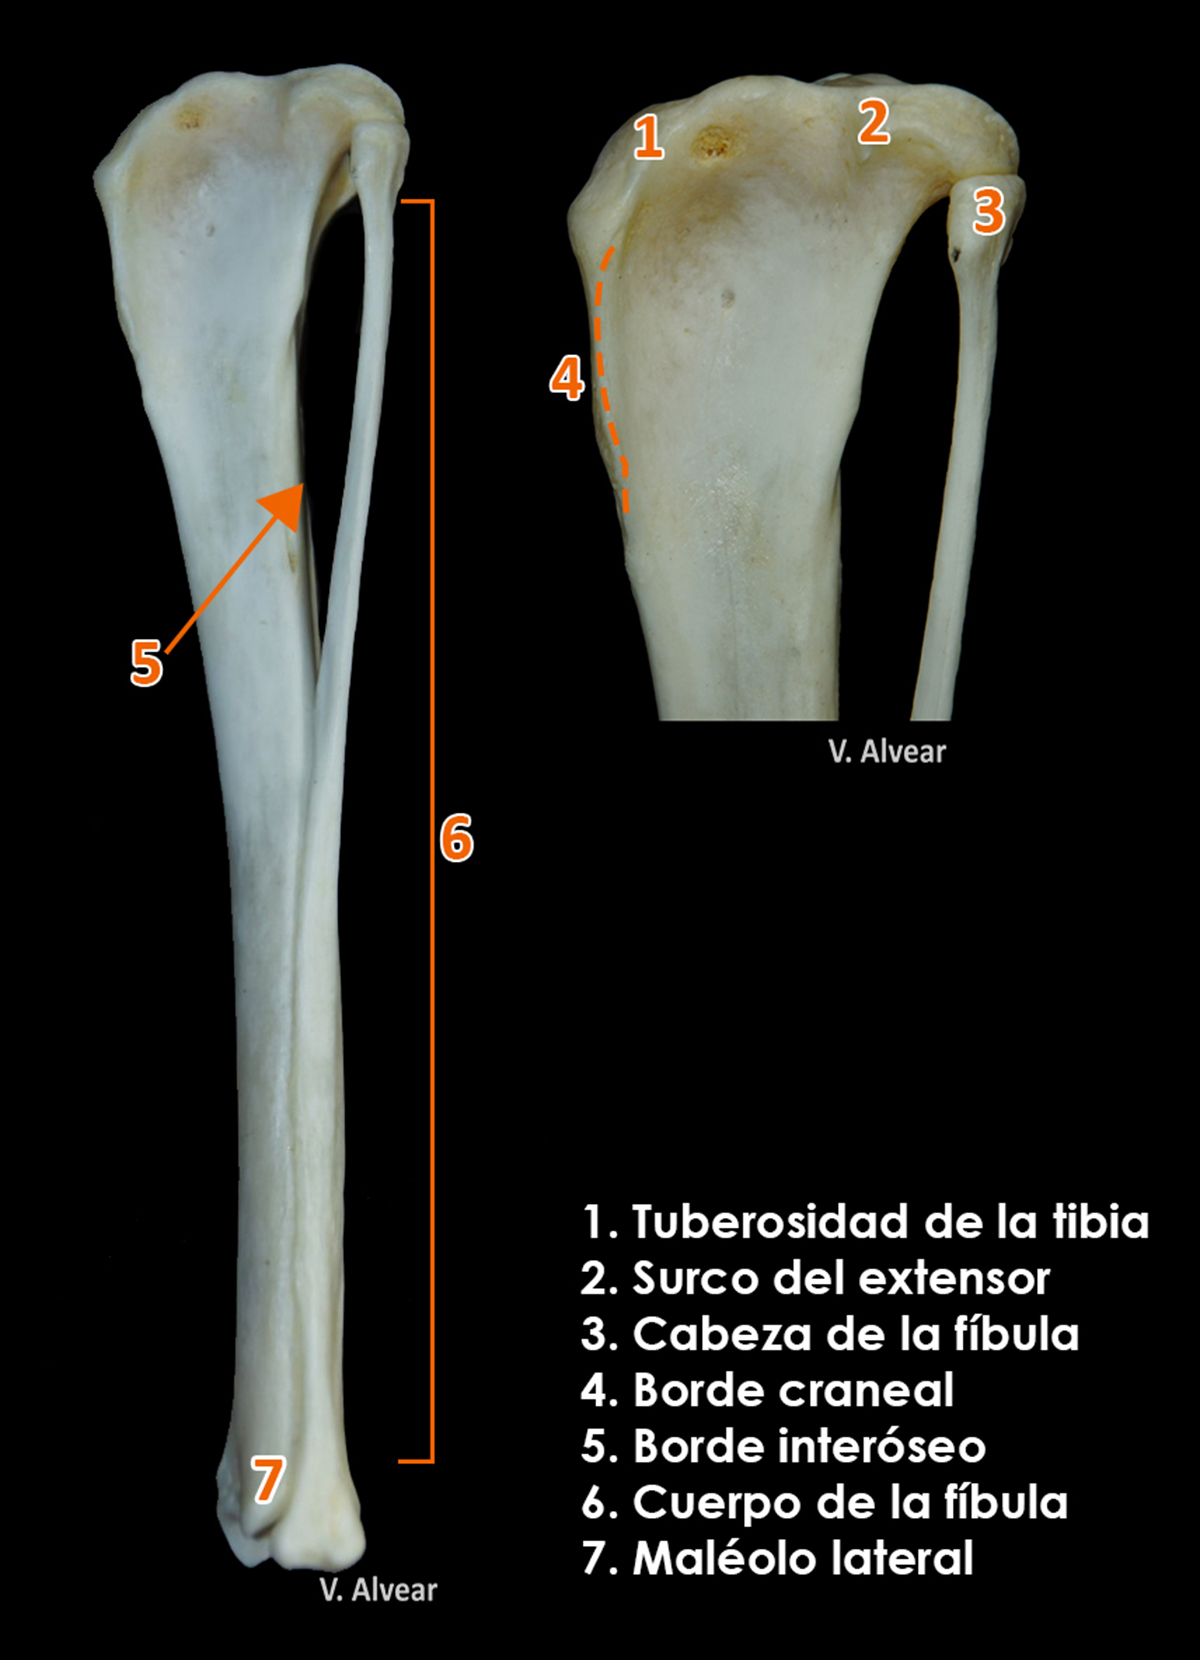 1
2
3
4
V. Alvear
5
6
1. Tuberosidad de la tibia
2. Surco del extensor
3. Cabeza de la fíbula
4. Borde craneal
5. Borde interóseo
6. Cuerpo de la fíbula
7. Maléolo lateral
7
V. Alvear